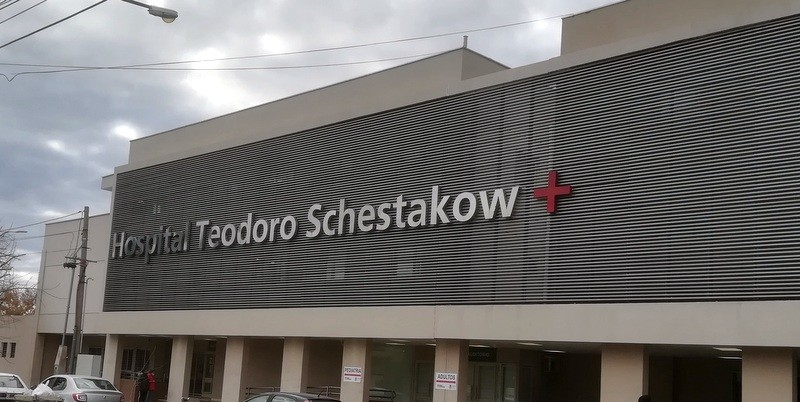 Hospital Teodoro Schestakow
PEDIATRIA
ADULTOS